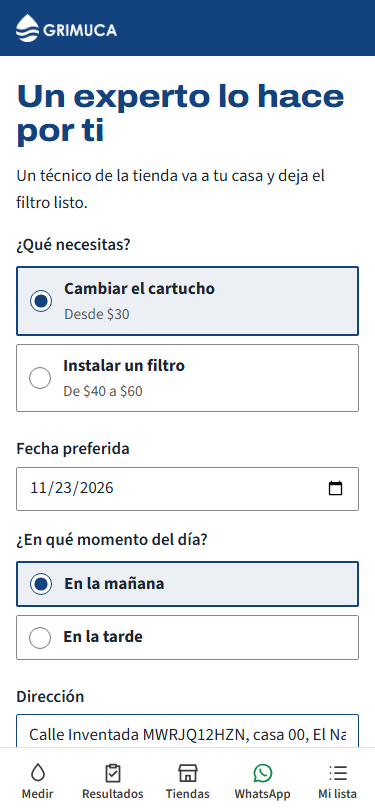 GRIMUCA
Un experto lo hace
por ti
Un técnico de la tienda va a tu casa y deja el
filtro listo.
¿Qué necesitas?
Cambiar el cartucho
Desde $30
Instalar un filtro
De $40 a $60
Fecha preferida
11/23/2026
¿En qué momento del día?
En la mañana
En la tarde
Dirección
Calle Inventada MWRJQ12HZN, casa 00, El Na
Medir
Resultados
Tiendas
WhatsApp
Mi lista